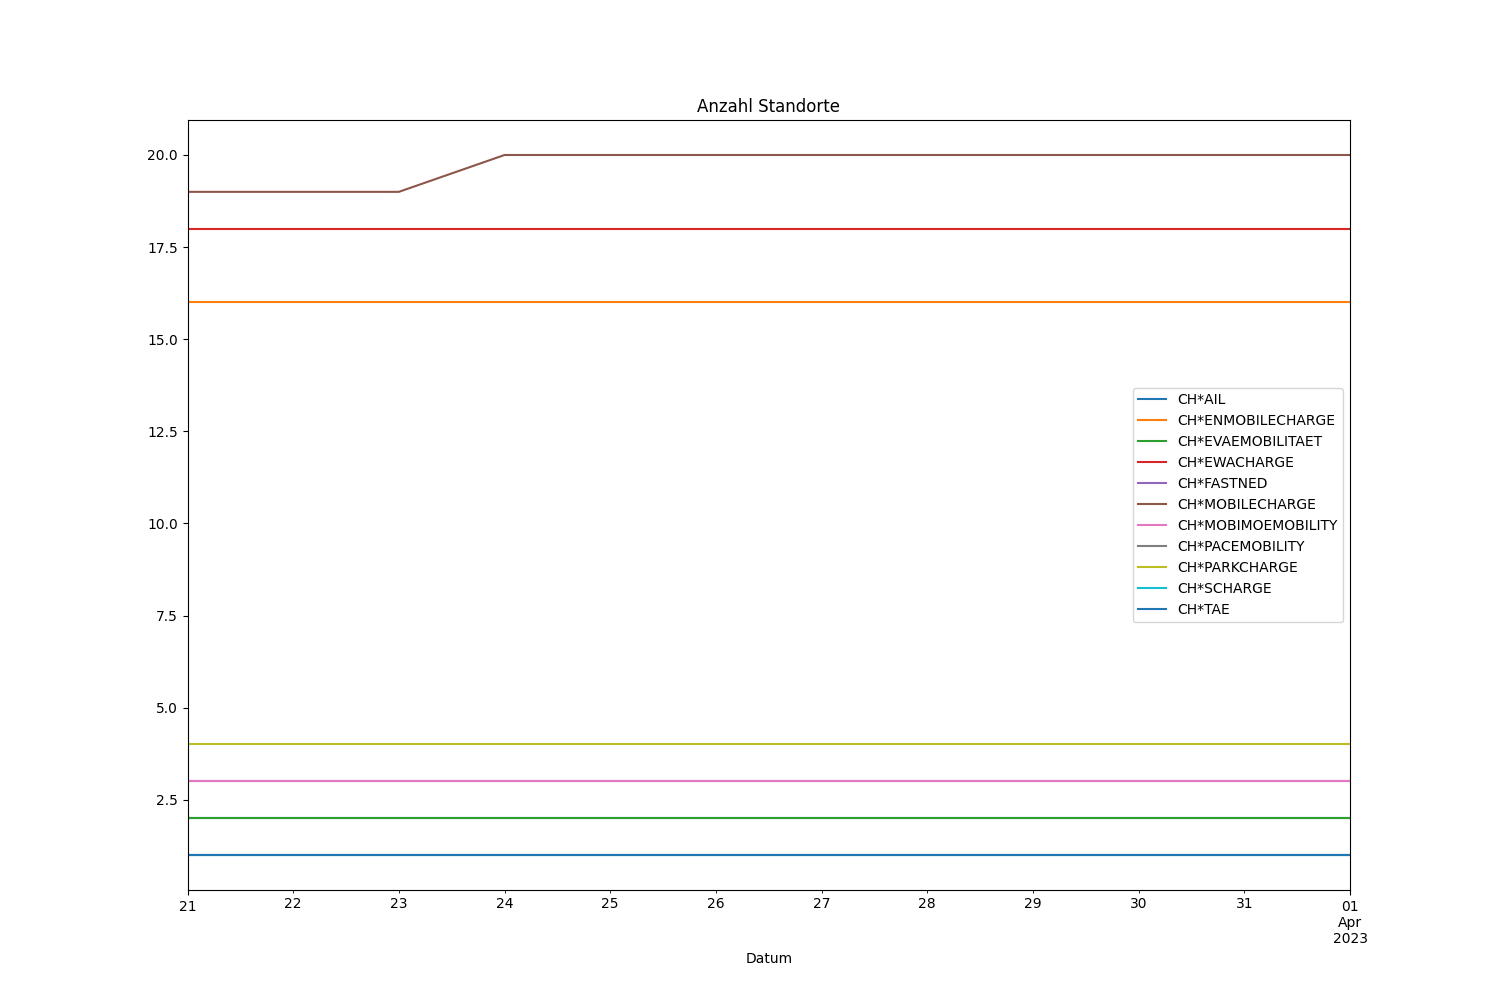 Anzahl Standorte
20.0
17.5
15.0
12.5
10.0
7.5
5.0
2.5
CH*AIL
CH*ENMOBILECHARGE
CH*EVAEMOBILITAET
CH*EWACHARGE
CH*FASTNED
CH*MOBILECHARGE
CH*MOBIMOEMOBILITY
CH*PACEMOBILITY
CH*PARKCHARGE
CH*SCHARGE
CH*TAE
21 22 23 24 25 26 27 28 29 30 31 01
Apr
2023
Datum